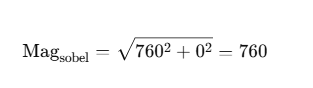 Mag_sobel = √(760² + 0²) = 760